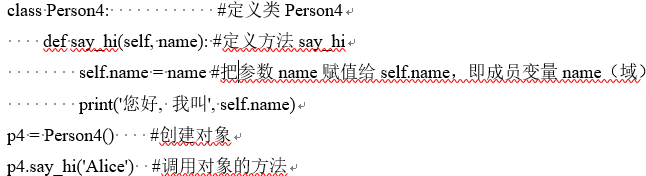 class Person4:            #定义类 Person4
    def say_hi(self, name): #定义方法 say_hi
        self.name = name #把参数 name 赋值给 self.name，即成员变量 name（域）
        print('您好, 我叫', self.name)
p4 = Person4()     #创建对象
p4.say_hi('Alice')   #调用对象的方法